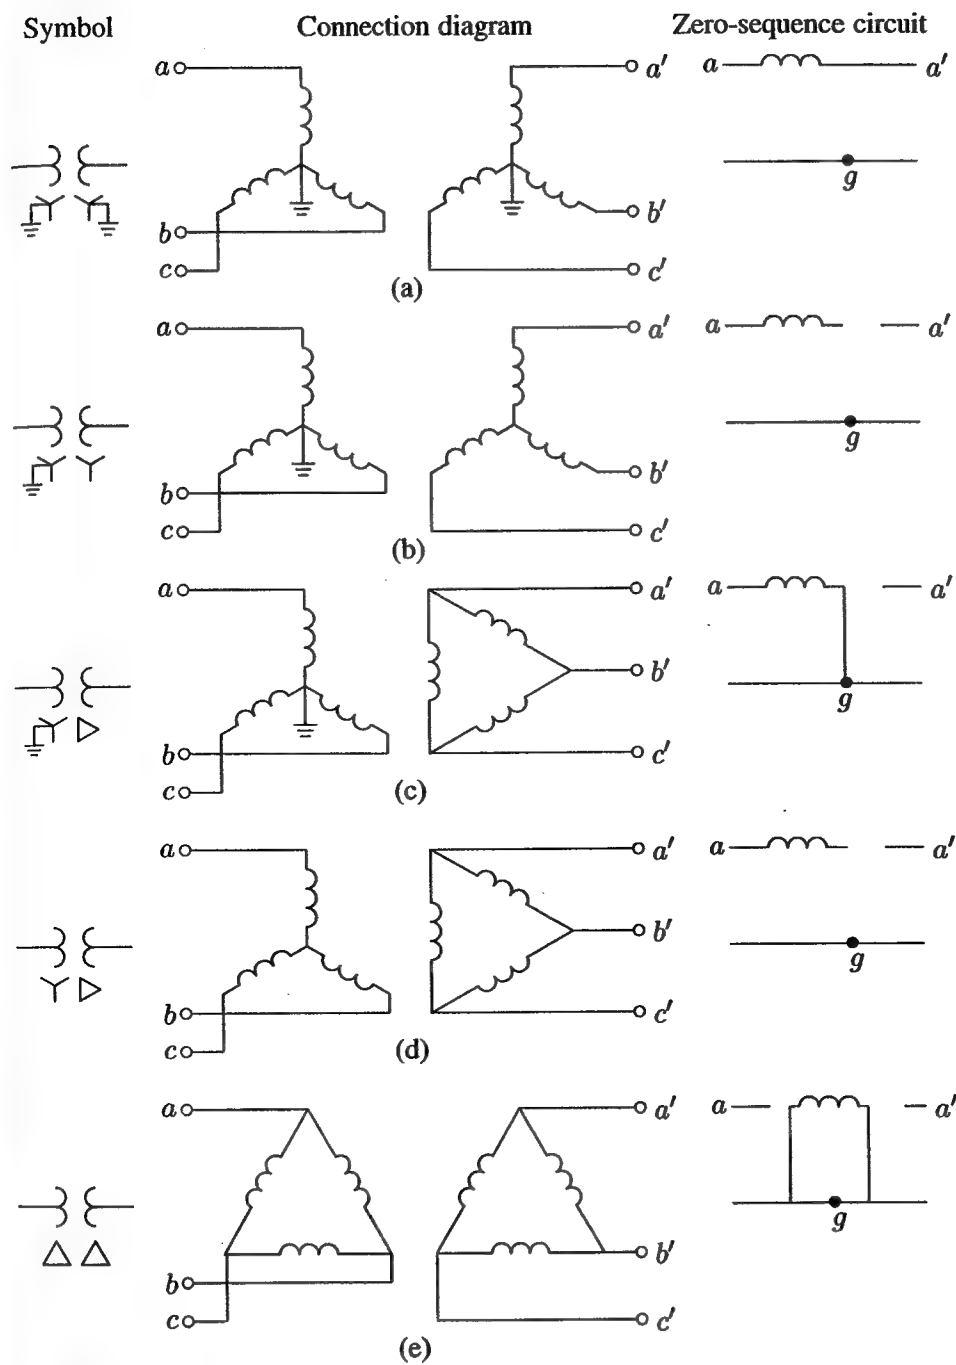 Symbol Connection diagram Zero-sequence circuit
a a′ a a′
g
b b′
c c′
(a)
a a′ a a′
g
b b′
c c′
(b)
a a′ a a′
b′
g
b c′
c
(c)
a a′ a a′
b′
g
b c′
c
(d)
a a′ a a′
g
b b′
c c′
(e)